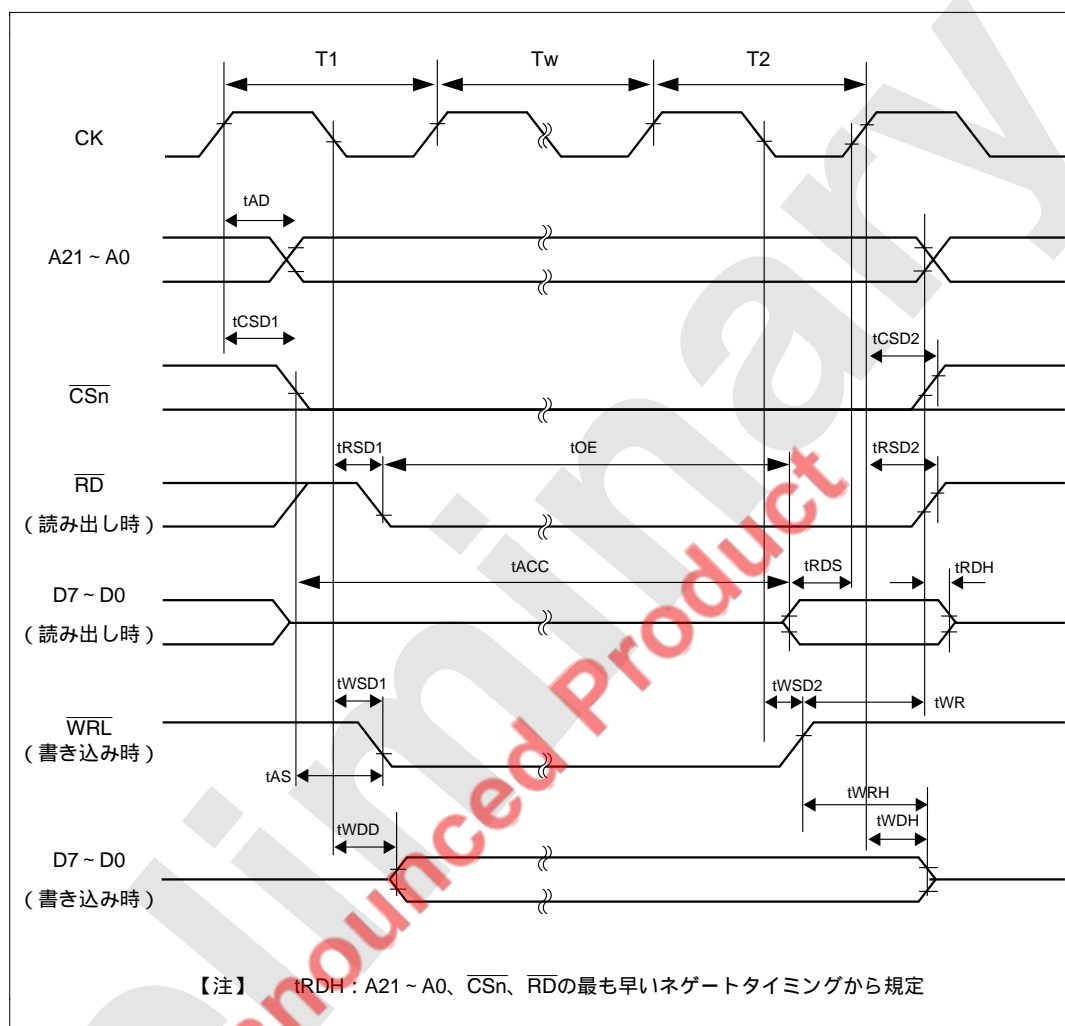 T1 Tw T2
CK
tAD
A21 ~ A0
tCSD1 tCSD2
CSn
tRSD1 tOE tRSD2
RD
（読み出し時）
tACC tRDS tRDH
D7 ~ D0
（読み出し時）
tWSD1 tWSD2 tWR
WRL
（書き込み時）
tAS tWRH
tWDD tWDH
D7 ~ D0
（書き込み時）
【注】 tRDH：A21 ~ A0、CSn、RDの最も早いネゲートタイミングから規定
nounced Product
eliminary